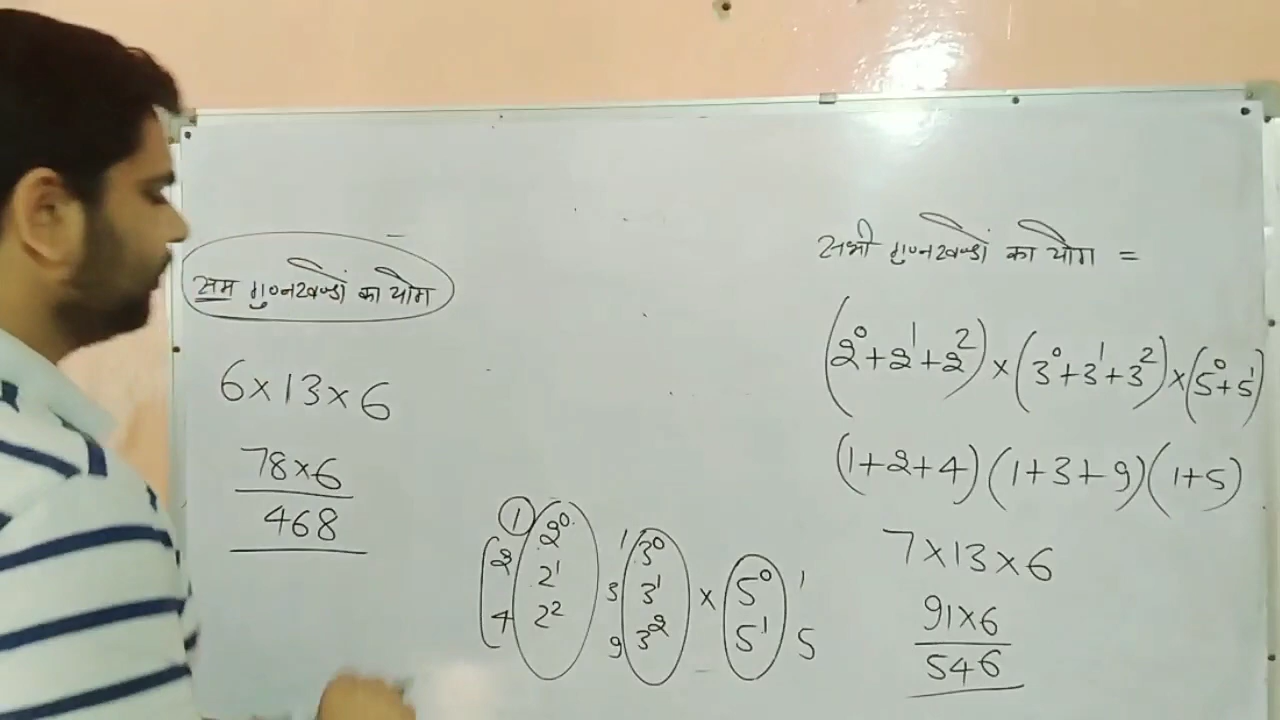 सम गुणनखण्डों का योग
6×13×6
78×6
468
सभी गुणनखण्डों का योग =
(2⁰+2¹+2²)×(3⁰+3¹+3²)×(5⁰+5¹)
(1+2+4)(1+3+9)(1+5)
7×13×6
91×6
546
1 2⁰ 1 3⁰ × 5⁰ 1
2 2¹ 3 3¹ 5¹ 5
4 2² 9 3²